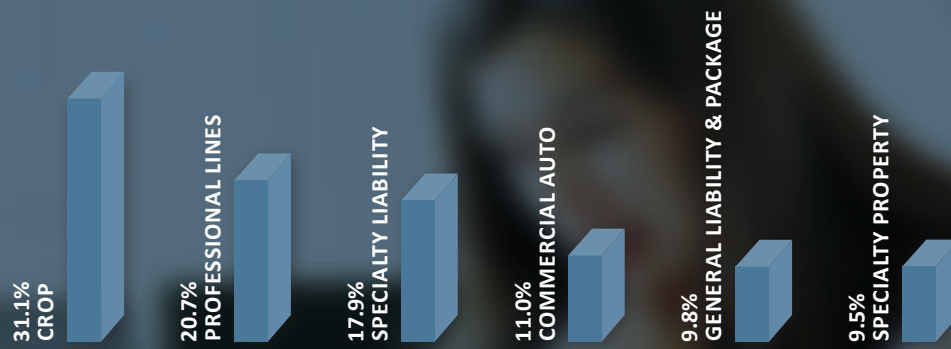 31.1%
CROP
20.7%
PROFESSIONAL LINES
17.9%
SPECIALTY LIABILITY
11.0%
COMMERCIAL AUTO
9.8%
GENERAL LIABILITY & PACKAGE
9.5%
SPECIALTY PROPERTY